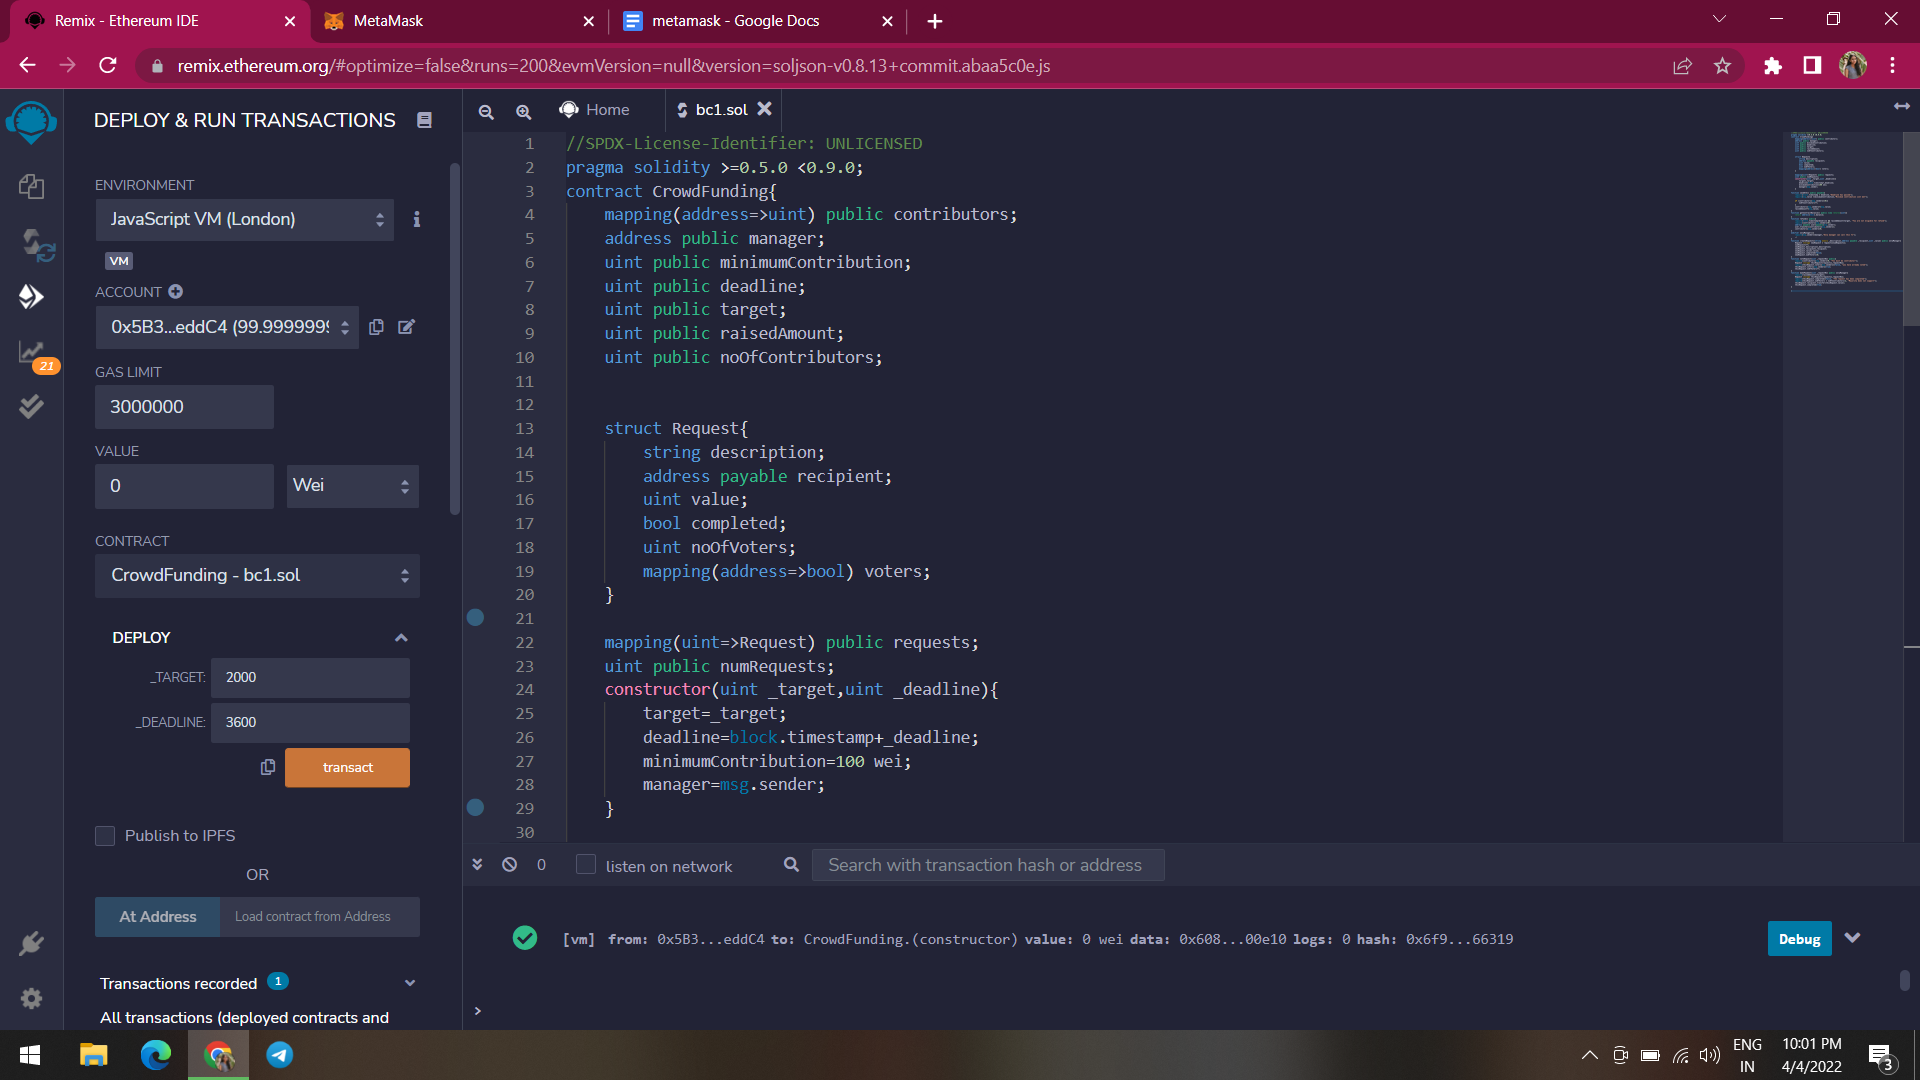 Remix - Ethereum IDE
MetaMask
metamask - Google Docs
remix.ethereum.org/#optimize=false&runs=200&evmVersion=null&version=soljson-v0.8.13+commit.abaa5c0e.js
DEPLOY & RUN TRANSACTIONS
ENVIRONMENT
JavaScript VM (London)
VM
ACCOUNT
0x5B3...eddC4 (99.9999999
GAS LIMIT
3000000
VALUE
0
Wei
CONTRACT
CrowdFunding - bc1.sol
DEPLOY
_TARGET: 2000
_DEADLINE: 3600
transact
Publish to IPFS
OR
At Address
Load contract from Address
Transactions recorded 1
All transactions (deployed contracts and
21
Home
bc1.sol
1 //SPDX-License-Identifier: UNLICENSED
2 pragma solidity >=0.5.0 <0.9.0;
3 contract CrowdFunding{
4 mapping(address=>uint) public contributors;
5 address public manager;
6 uint public minimumContribution;
7 uint public deadline;
8 uint public target;
9 uint public raisedAmount;
10 uint public noOfContributors;
11
12
13 struct Request{
14 string description;
15 address payable recipient;
16 uint value;
17 bool completed;
18 uint noOfVoters;
19 mapping(address=>bool) voters;
20 }
21
22 mapping(uint=>Request) public requests;
23 uint public numRequests;
24 constructor(uint _target,uint _deadline){
25 target=_target;
26 deadline=block.timestamp+_deadline;
27 minimumContribution=100 wei;
28 manager=msg.sender;
29 }
30
0
listen on network
Search with transaction hash or address
[vm] from: 0x5B3...eddC4 to: CrowdFunding.(constructor) value: 0 wei data: 0x608...00e10 logs: 0 hash: 0x6f9...66319
Debug
>
ENG
IN
10:01 PM
4/4/2022
3